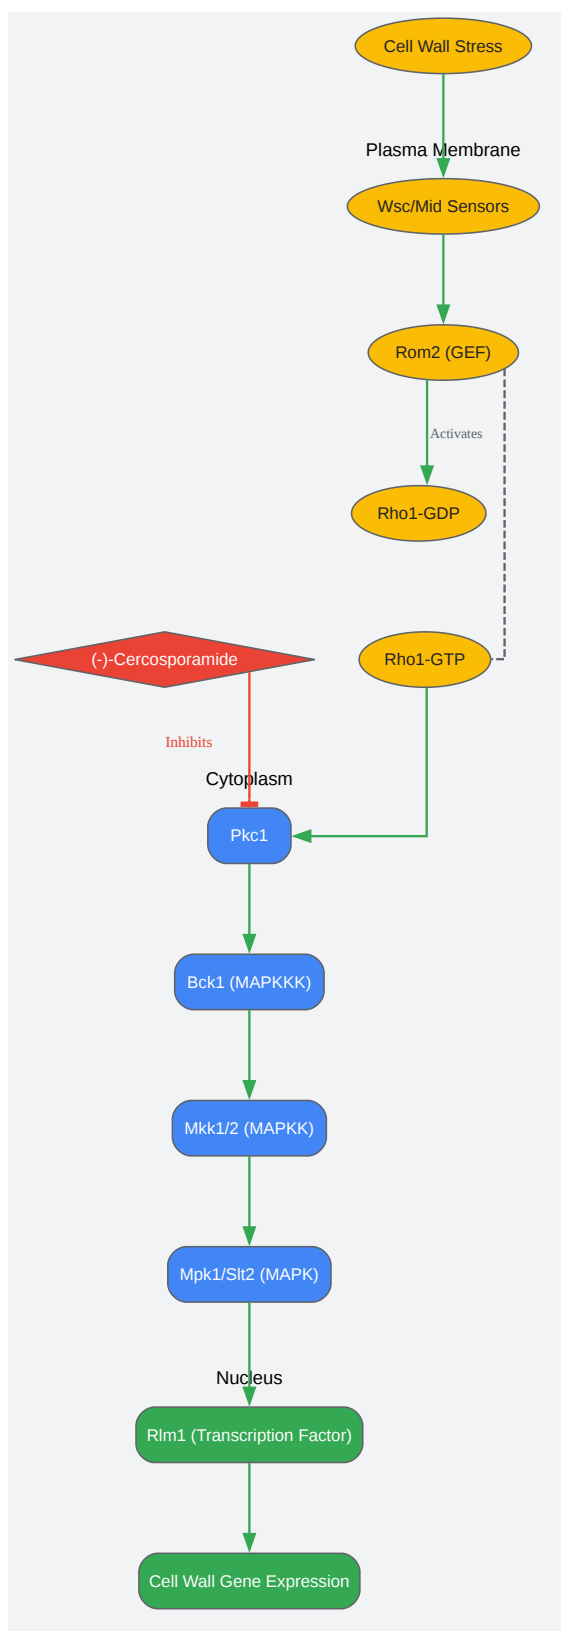 Cell Wall Stress
Plasma Membrane
Wsc/Mid Sensors
Rom2 (GEF)
Activates
Rho1-GDP
(-)-Cercosporamide
Rho1-GTP
Inhibits
Cytoplasm
Pkc1
Bck1 (MAPKKK)
Mkk1/2 (MAPKK)
Mpk1/Slt2 (MAPK)
Nucleus
Rlm1 (Transcription Factor)
Cell Wall Gene Expression